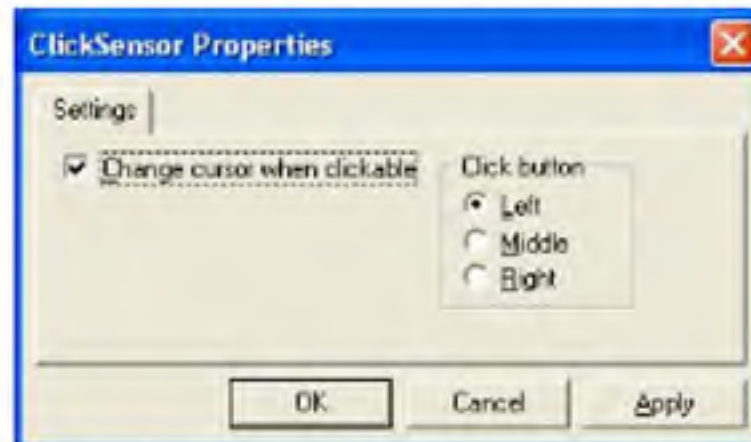 ClickSensor Properties
Settings
Change cursor when clickable
Click button
Left
Middle
Right
OK
Cancel
Apply